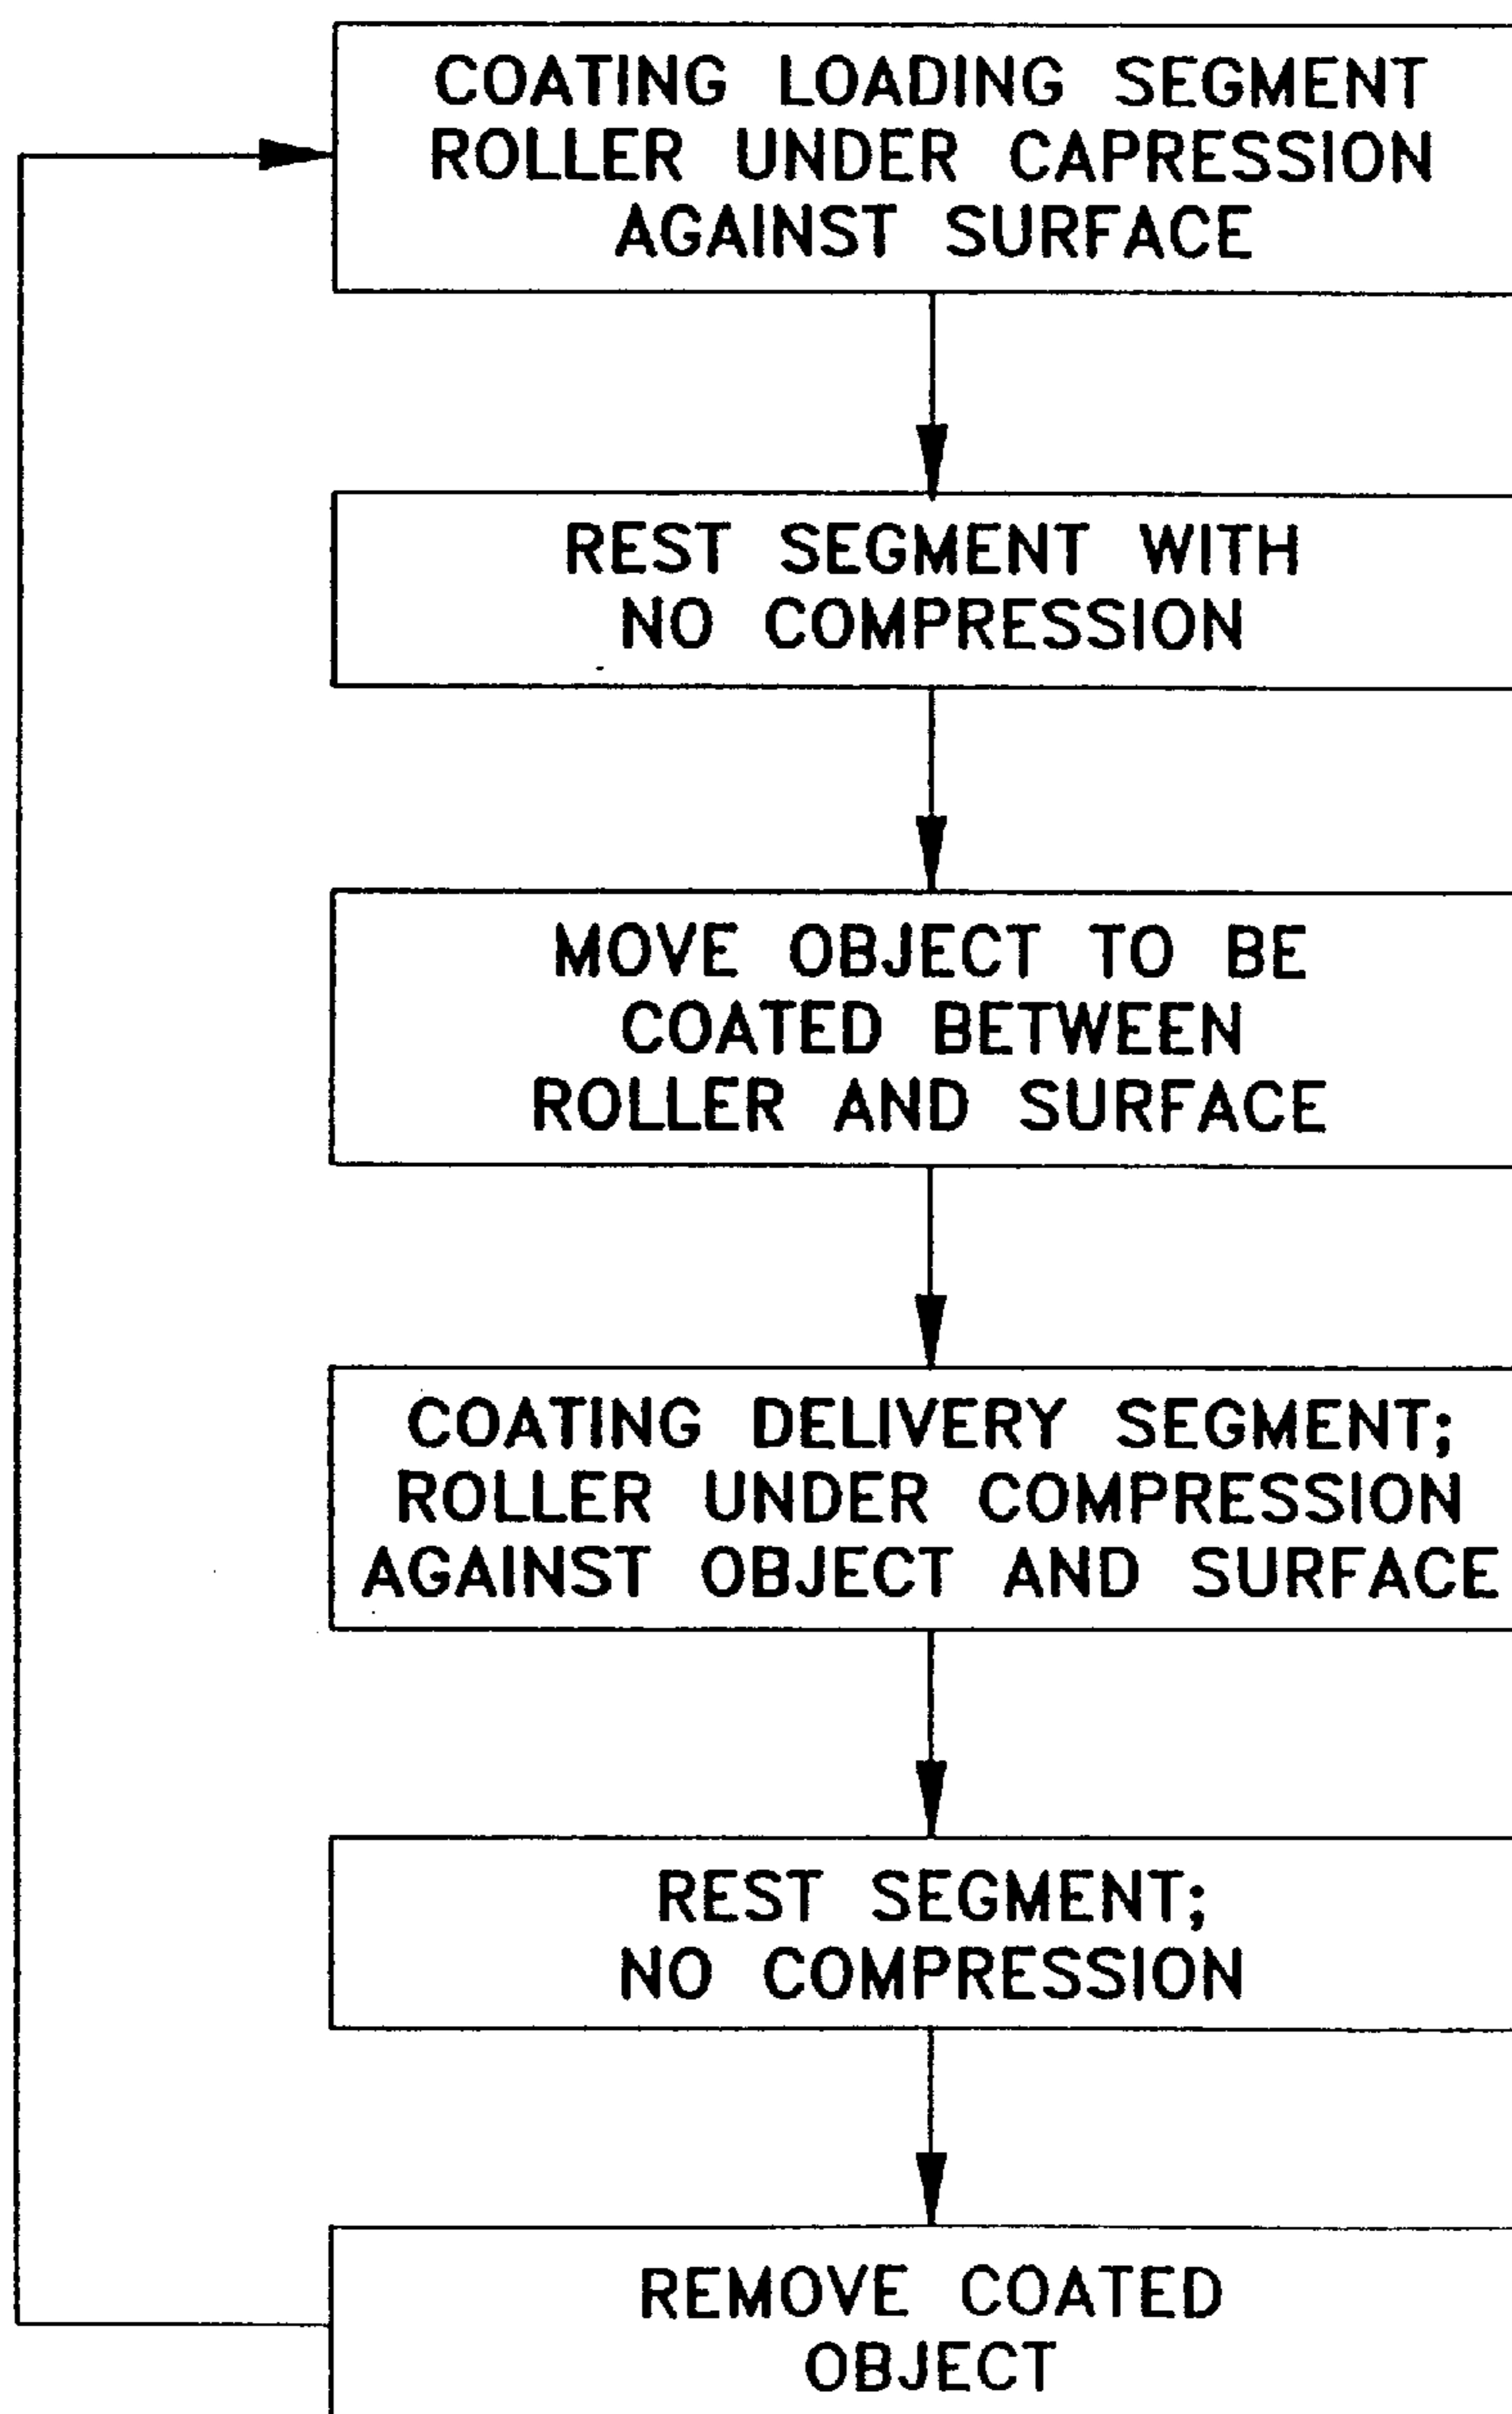 COATING LOADING SEGMENT
ROLLER UNDER CAPRESSION
AGAINST SURFACE
REST SEGMENT WITH
NO COMPRESSION
MOVE OBJECT TO BE
COATED BETWEEN
ROLLER AND SURFACE
COATING DELIVERY SEGMENT;
ROLLER UNDER COMPRESSION
AGAINST OBJECT AND SURFACE
REST SEGMENT;
NO COMPRESSION
REMOVE COATED
OBJECT